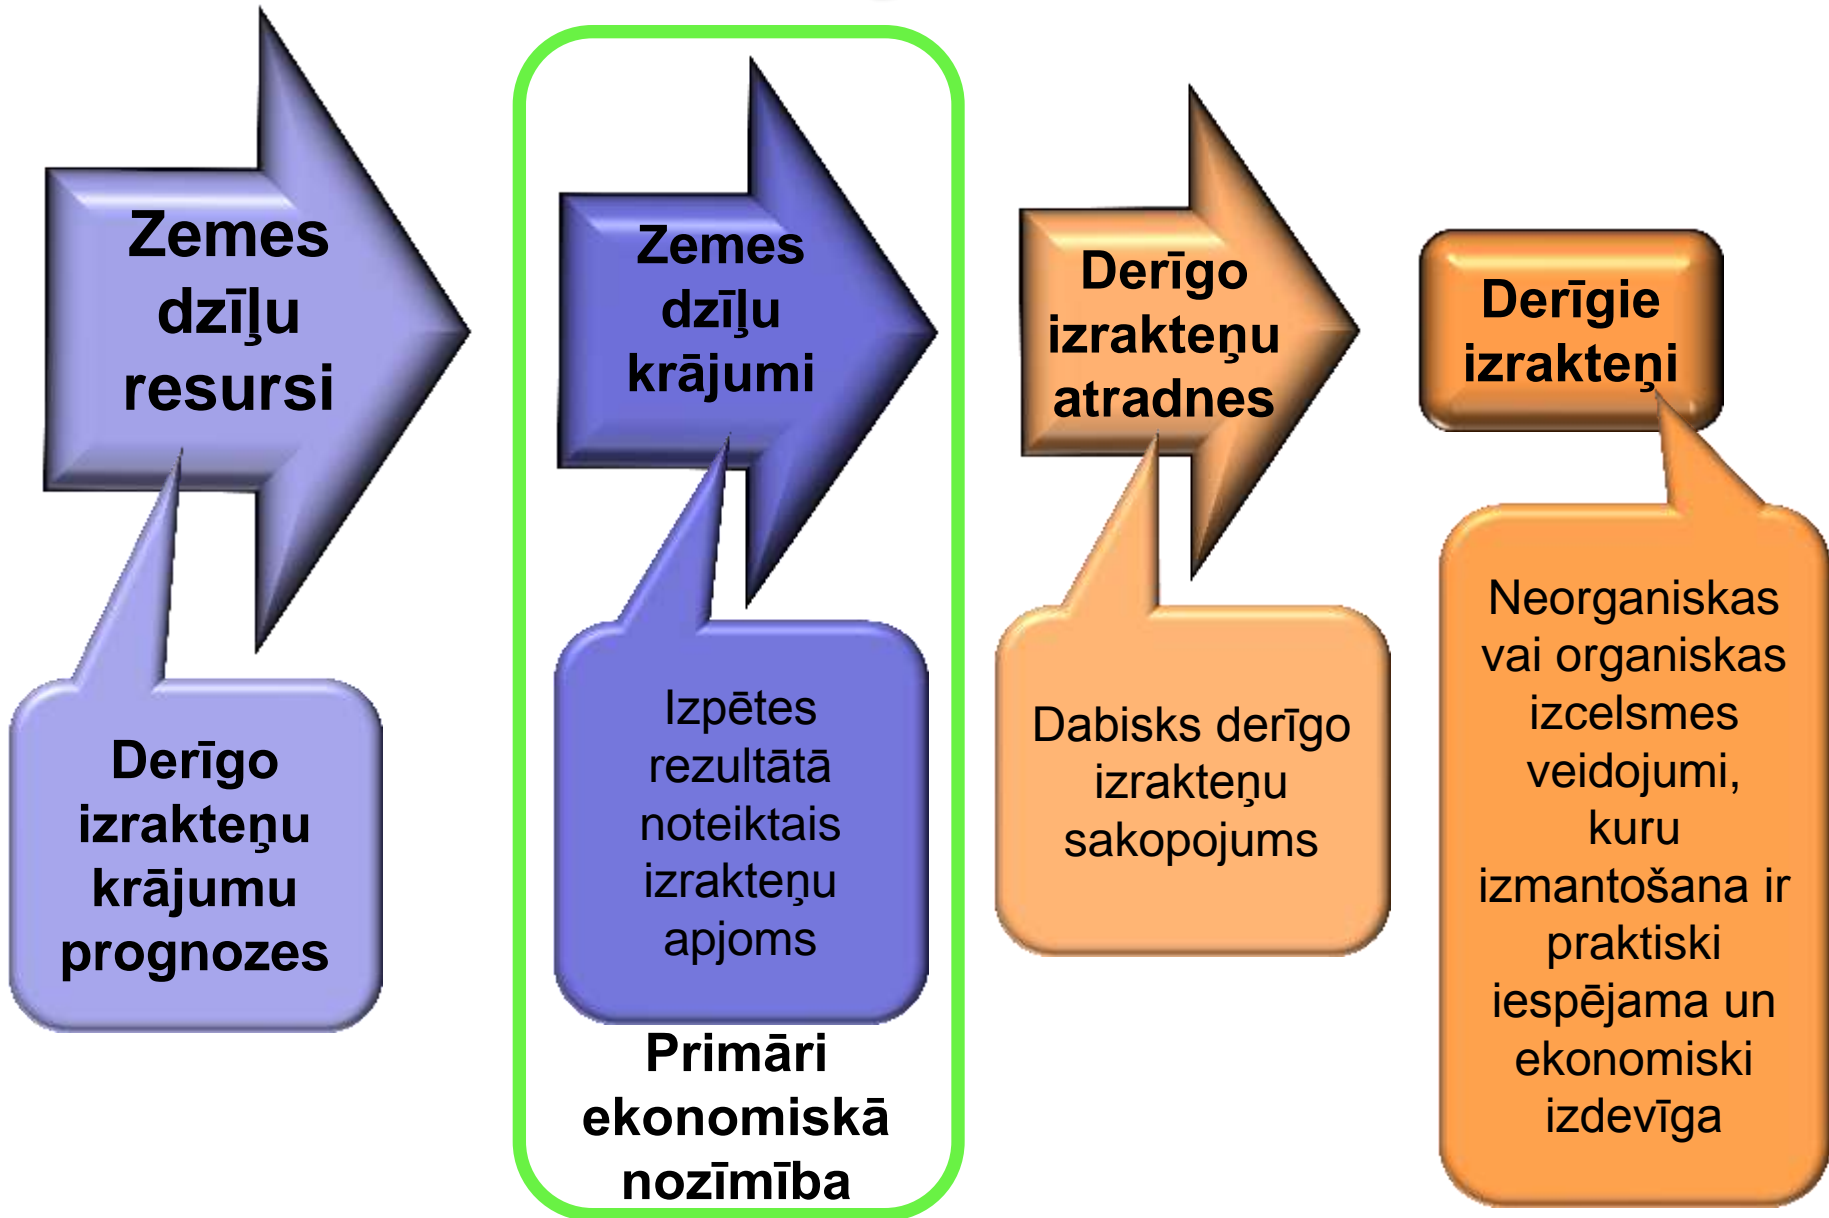 Zemes
dzīļu
resursi
Derīgo
izrakteņu
krājumu
prognozes
Zemes
dzīļu
krājumi
Izpētes
rezultātā
noteiktais
izrakteņu
apjoms
Primāri
ekonomiskā
nozīmība
Derīgo
izrakteņu
atradnes
Dabisks derīgo
izrakteņu
sakopojums
Derīgie
izrakteņi
Neorganiskas
vai organiskas
izcelsmes
veidojumi,
kuru
izmantošana ir
praktiski
iespējama un
ekonomiski
izdevīga